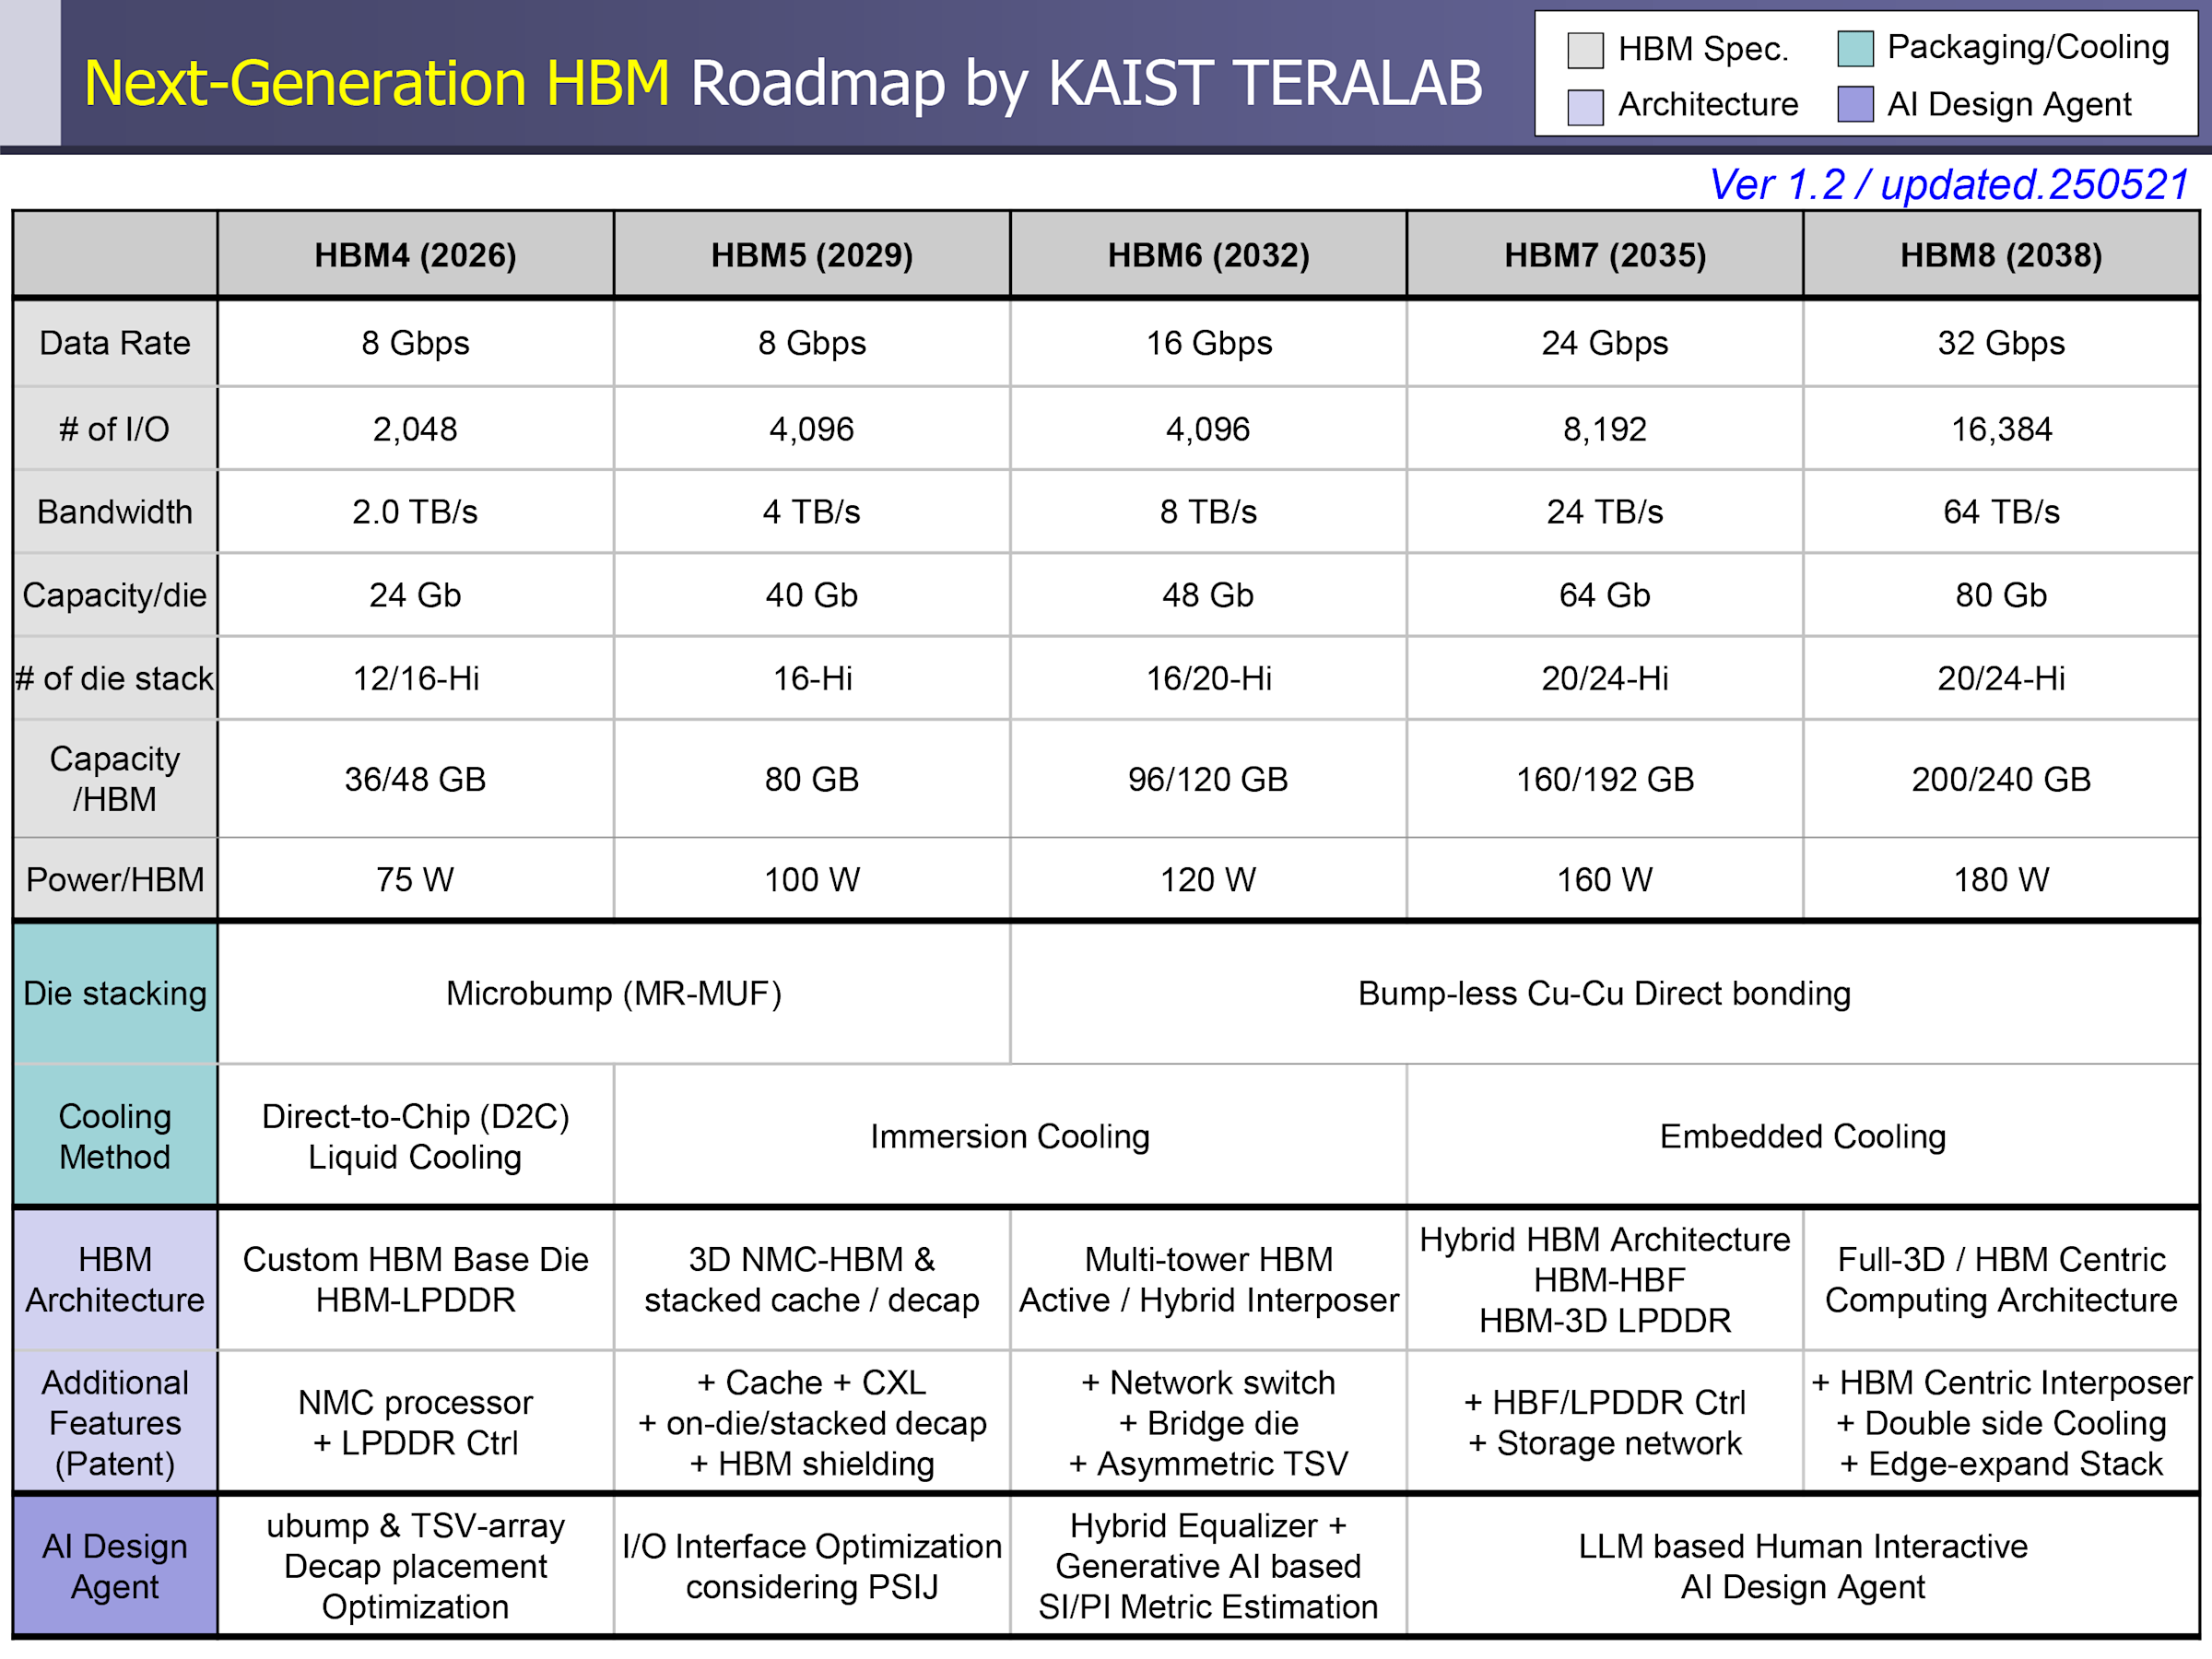 Next-Generation HBM Roadmap by KAIST TERALAB
HBM Spec.
Packaging/Cooling
Architecture
AI Design Agent
Ver 1.2 / updated.250521
HBM4 (2026)
HBM5 (2029)
HBM6 (2032)
HBM7 (2035)
HBM8 (2038)
Data Rate
8 Gbps
8 Gbps
16 Gbps
24 Gbps
32 Gbps
# of I/O
2,048
4,096
4,096
8,192
16,384
Bandwidth
2.0 TB/s
4 TB/s
8 TB/s
24 TB/s
64 TB/s
Capacity/die
24 Gb
40 Gb
48 Gb
64 Gb
80 Gb
# of die stack
12/16-Hi
16-Hi
16/20-Hi
20/24-Hi
20/24-Hi
Capacity
/HBM
36/48 GB
80 GB
96/120 GB
160/192 GB
200/240 GB
Power/HBM
75 W
100 W
120 W
160 W
180 W
Die stacking
Microbump (MR-MUF)
Bump-less Cu-Cu Direct bonding
Cooling
Method
Direct-to-Chip (D2C)
Liquid Cooling
Immersion Cooling
Embedded Cooling
HBM
Architecture
Custom HBM Base Die
HBM-LPDDR
3D NMC-HBM &
stacked cache / decap
Multi-tower HBM
Active / Hybrid Interposer
Hybrid HBM Architecture
HBM-HBF
HBM-3D LPDDR
Full-3D / HBM Centric
Computing Architecture
Additional
Features
(Patent)
NMC processor
+ LPDDR Ctrl
+ Cache + CXL
+ on-die/stacked decap
+ HBM shielding
+ Network switch
+ Bridge die
+ Asymmetric TSV
+ HBF/LPDDR Ctrl
+ Storage network
+ HBM Centric Interposer
+ Double side Cooling
+ Edge-expand Stack
AI Design
Agent
ubump & TSV-array
Decap placement
Optimization
I/O Interface Optimization
considering PSIJ
Hybrid Equalizer +
Generative AI based
SI/PI Metric Estimation
LLM based Human Interactive
AI Design Agent